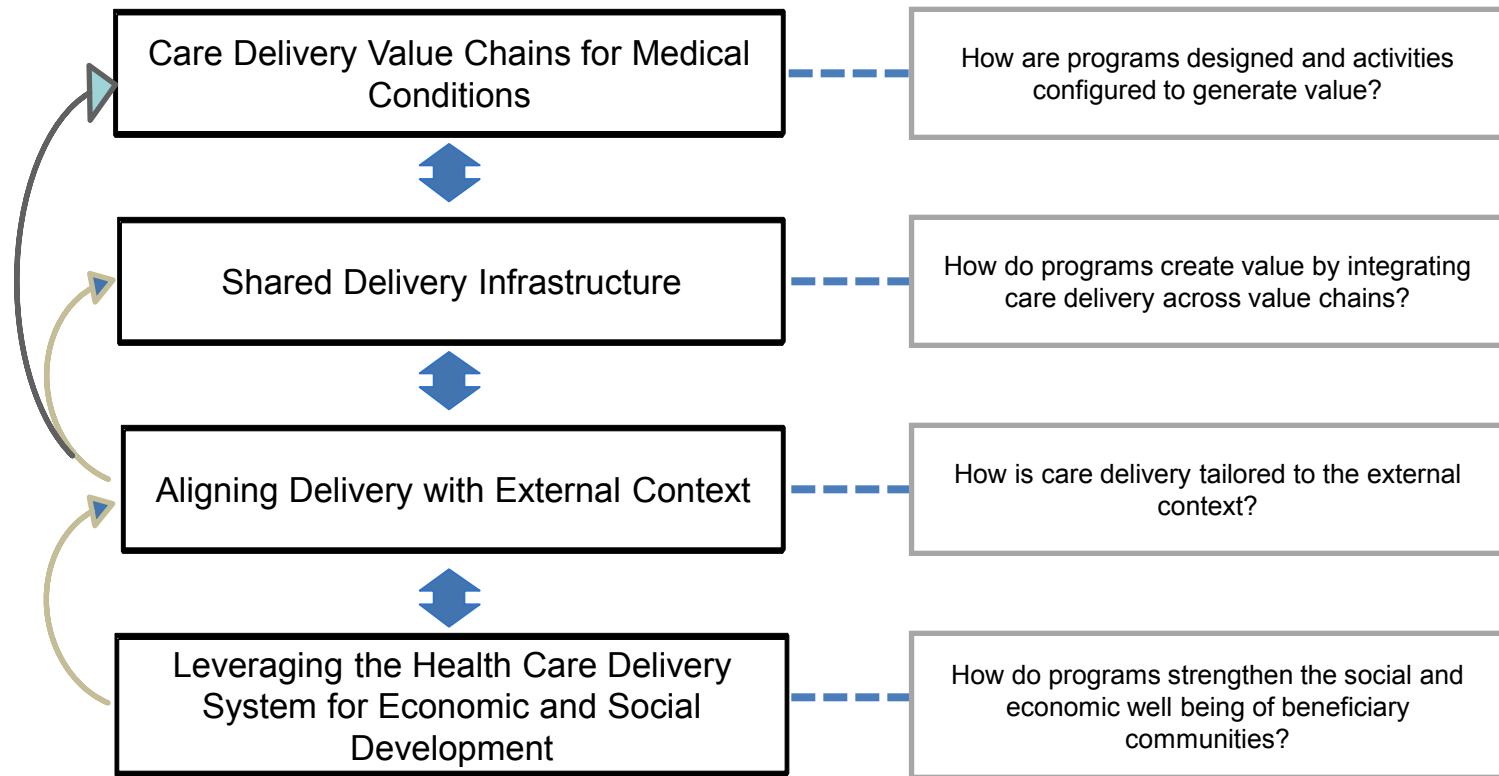 Care Delivery Value Chains for Medical
Conditions
How are programs designed and activities
configured to generate value?
Shared Delivery Infrastructure
How do programs create value by integrating
care delivery across value chains?
Aligning Delivery with External Context
How is care delivery tailored to the external
context?
Leveraging the Health Care Delivery
System for Economic and Social
Development
How do programs strengthen the social and
economic well being of beneficiary
communities?